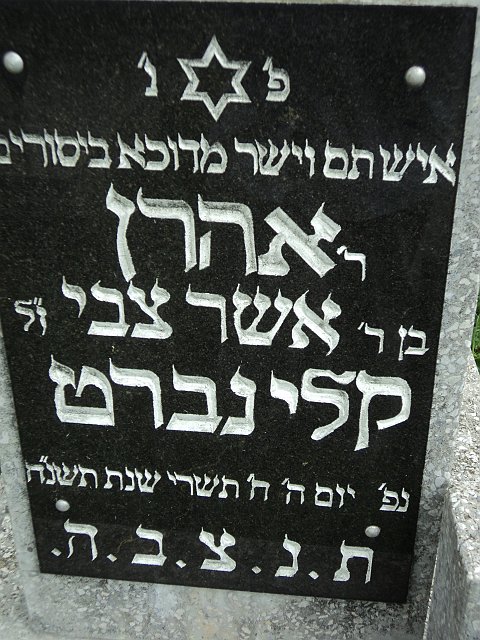 פ' נ'
איש תם וישר מדוכא ביסורים
ר' אהרן
בן ר' אשר צבי ז"ל
קלינברט
נפ' יום ה' ח' תשרי שנת תשנ"ח
ת.נ.צ.ב.ה.